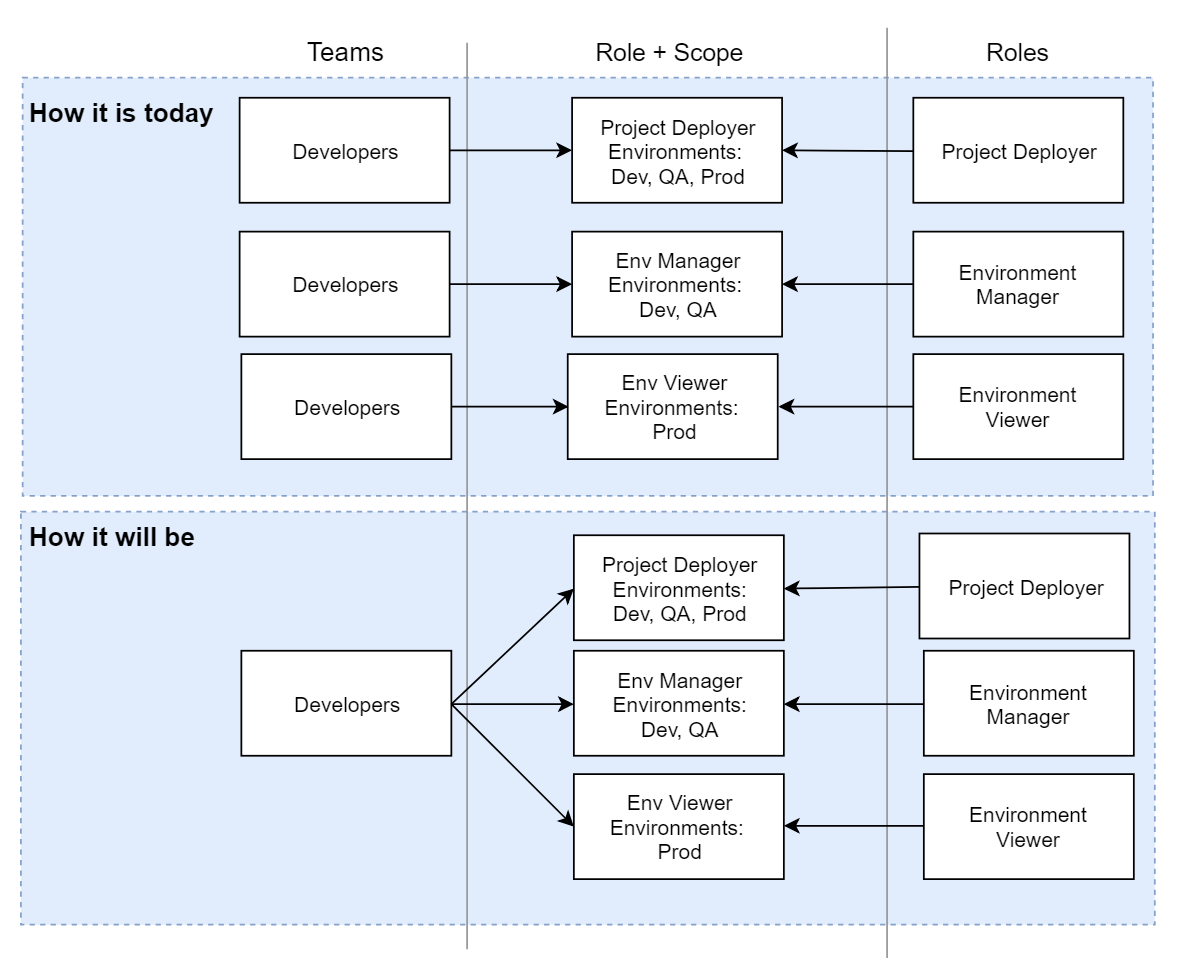 Teams
Role + Scope
Roles
How it is today
Developers
Project Deployer
Environments:
Dev, QA, Prod
Project Deployer
Developers
Env Manager
Environments:
Dev, QA
Environment
Manager
Developers
Env Viewer
Environments:
Prod
Environment
Viewer
How it will be
Developers
Project Deployer
Environments:
Dev, QA, Prod
Project Deployer
Env Manager
Environments:
Dev, QA
Environment
Manager
Env Viewer
Environments:
Prod
Environment
Viewer